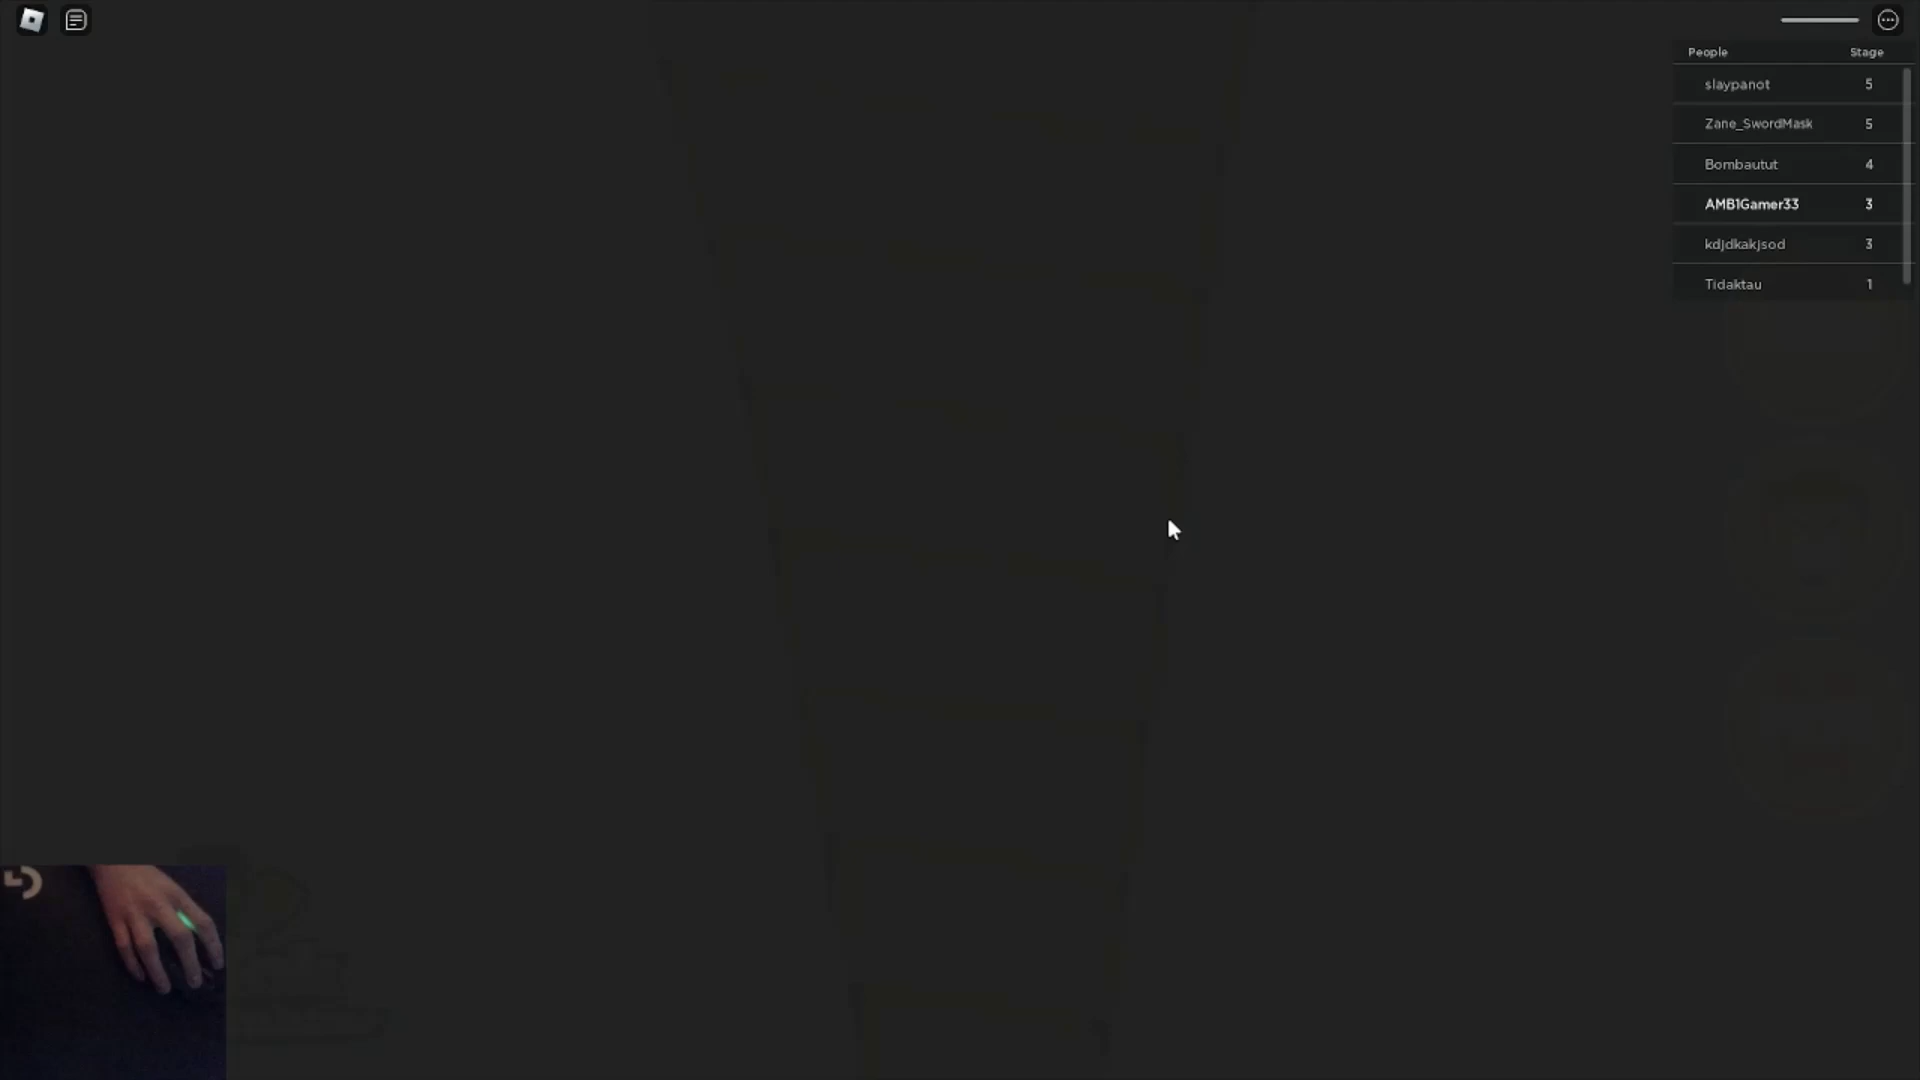 People Stage
slaypanot 5
Zane_SwordMask 5
Bombautut 4
AMB1Gamer33 3
kdjdkakjsod 3
Tidaktau 1